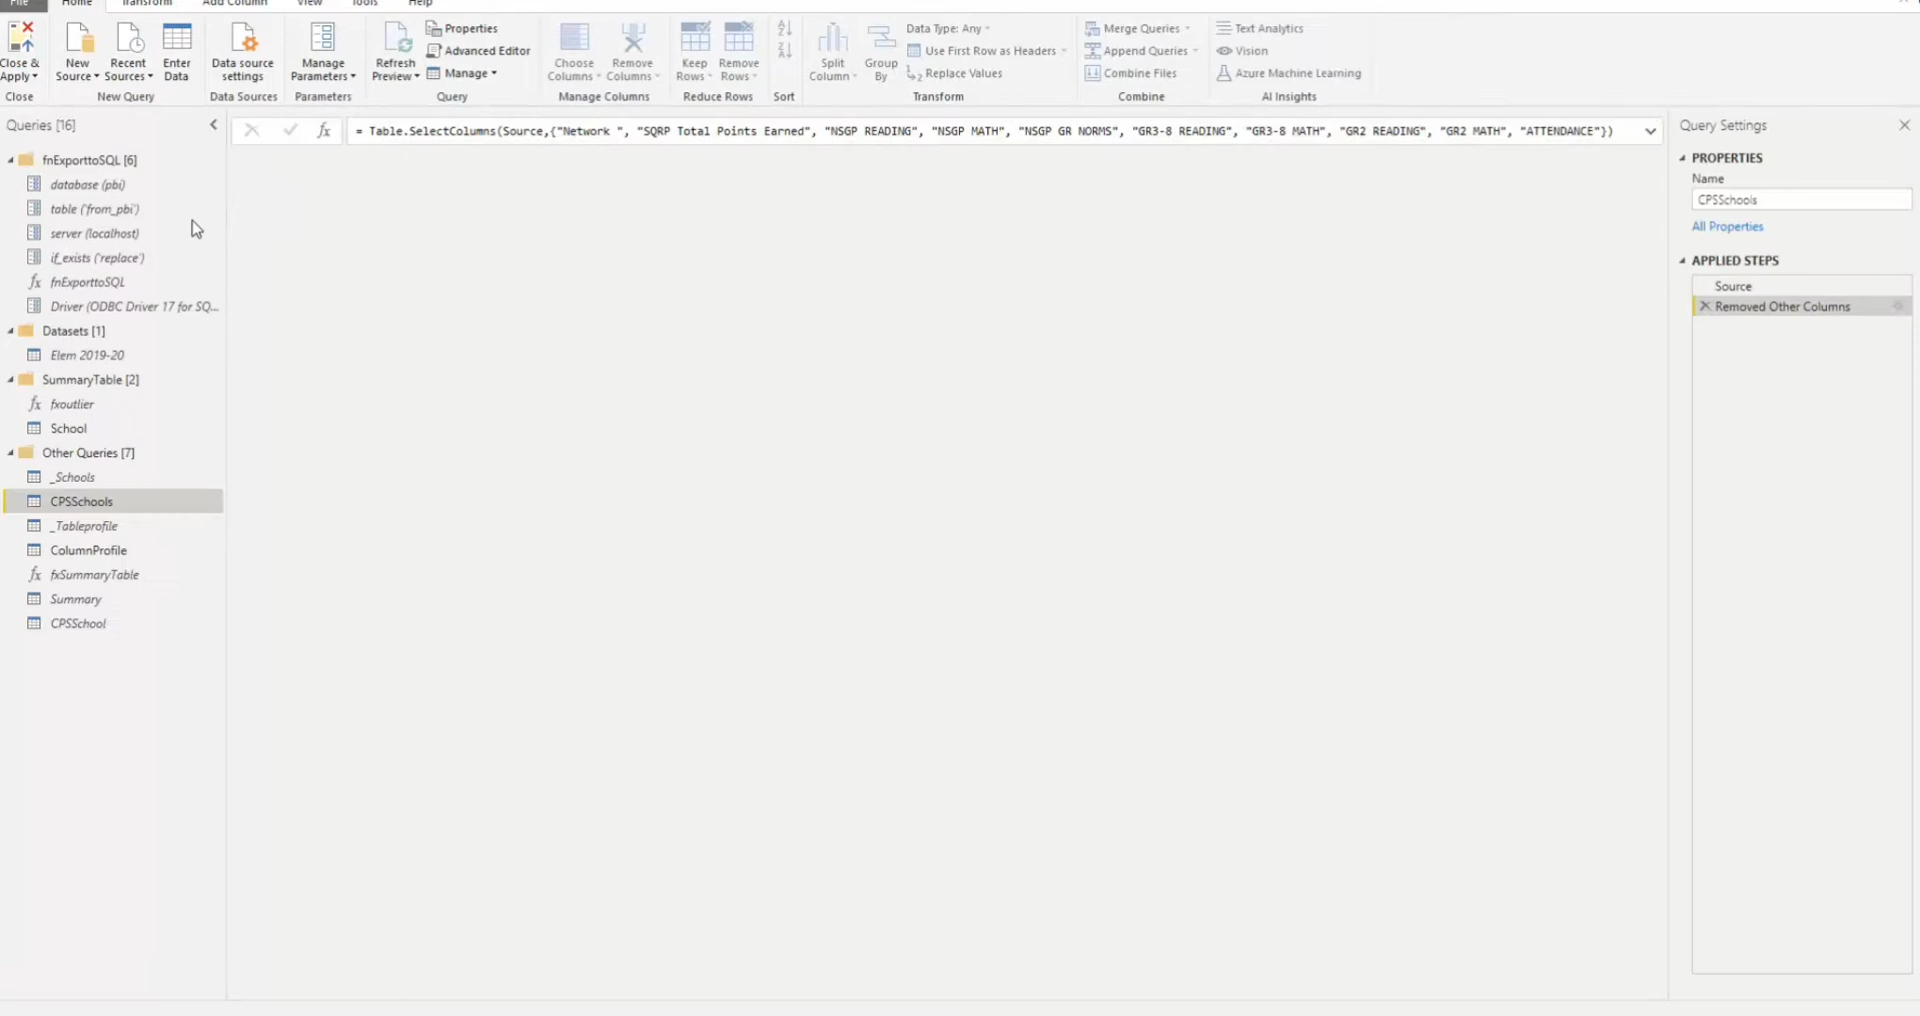 File Home Transform Add Column View Tools Help
Close & Apply
New Source
Recent Sources
Enter Data
Data source settings
Manage Parameters
Refresh Preview
Properties
Advanced Editor
Manage
Choose Columns
Remove Columns
Keep Rows
Remove Rows
Split Column
Group By
Data Type: Any
Use First Row as Headers
Replace Values
Merge Queries
Append Queries
Combine Files
Text Analytics
Vision
Azure Machine Learning
Close
New Query
Data Sources
Parameters
Query
Manage Columns
Reduce Rows
Sort
Transform
Combine
AI Insights
Queries [16]
fnExporttoSQL [6]
database (pbi)
table ('from_pbi')
server (localhost)
if_exists ('replace')
fx fnExporttoSQL
Driver (ODBC Driver 17 for SQ...
Datasets [1]
Elem 2019-20
SummaryTable [2]
fx fxoutlier
School
Other Queries [7]
_Schools
CPSSchools
_Tableprofile
ColumnProfile
fx fxSummaryTable
Summary
CPSSchool
fx = Table.SelectColumns(Source,{"Network ", "SQRP Total Points Earned", "NSGP READING", "NSGP MATH", "NSGP GR NORMS", "GR3-8 READING", "GR3-8 MATH", "GR2 READING", "GR2 MATH", "ATTENDANCE"})
Query Settings
PROPERTIES
Name
CPSSchools
All Properties
APPLIED STEPS
Source
Removed Other Columns